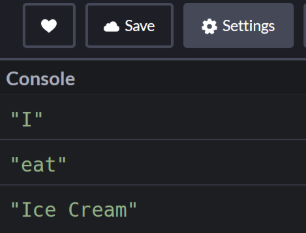 Save Settings
Console
"I"
"eat"
"Ice Cream"